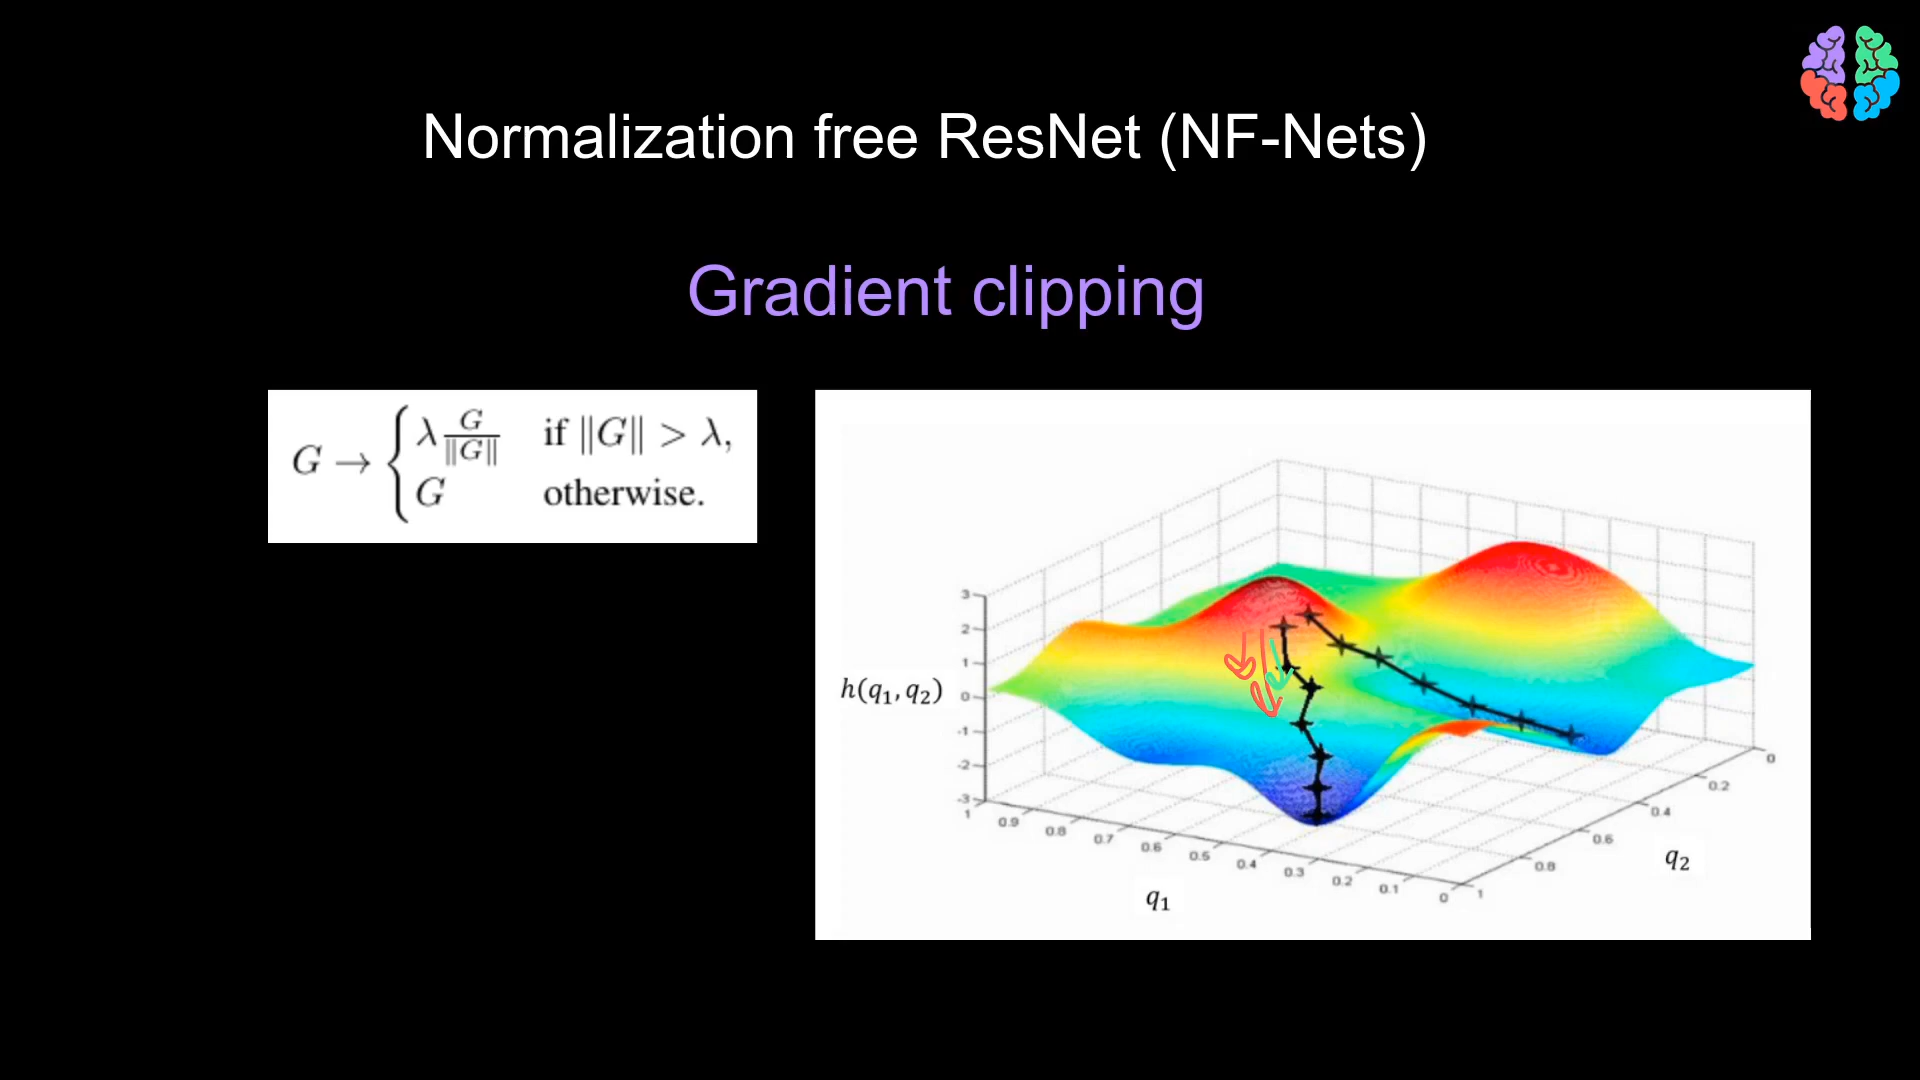 Normalization free ResNet (NF-Nets)
Gradient clipping
G → { λ G/‖G‖ if ‖G‖ > λ,
G otherwise.
h(q₁, q₂)
3
2
1
0
-1
-2
-3
1 0.9 0.8 0.7 0.6 0.5 0.4 0.3 0.2 0.1 0
q₁
1 0.8 0.6 0.4 0.2 0
q₂